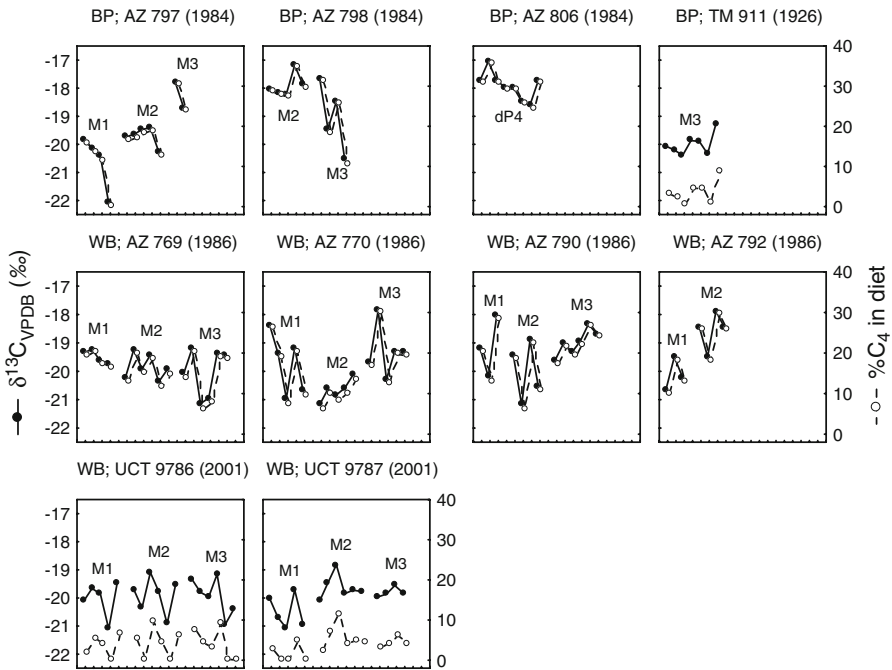 BP; AZ 797 (1984) BP; AZ 798 (1984) BP; AZ 806 (1984) BP; TM 911 (1926)
-17
-18
-19
-20
-21
-22
M1
M2
M3
M2
M3
dP4
M3
40
30
20
10
0
WB; AZ 769 (1986) WB; AZ 770 (1986) WB; AZ 790 (1986) WB; AZ 792 (1986)
-17
-18
-19
-20
-21
-22
M1
M2
M3
M1
M2
M3
M1
M2
M3
M1
M2
40
30
20
10
0
WB; UCT 9786 (2001) WB; UCT 9787 (2001)
-17
-18
-19
-20
-21
-22
M1
M2
M3
M1
M2
M3
40
30
20
10
0
δ¹³C_VPDB (‰)
%C₄ in diet